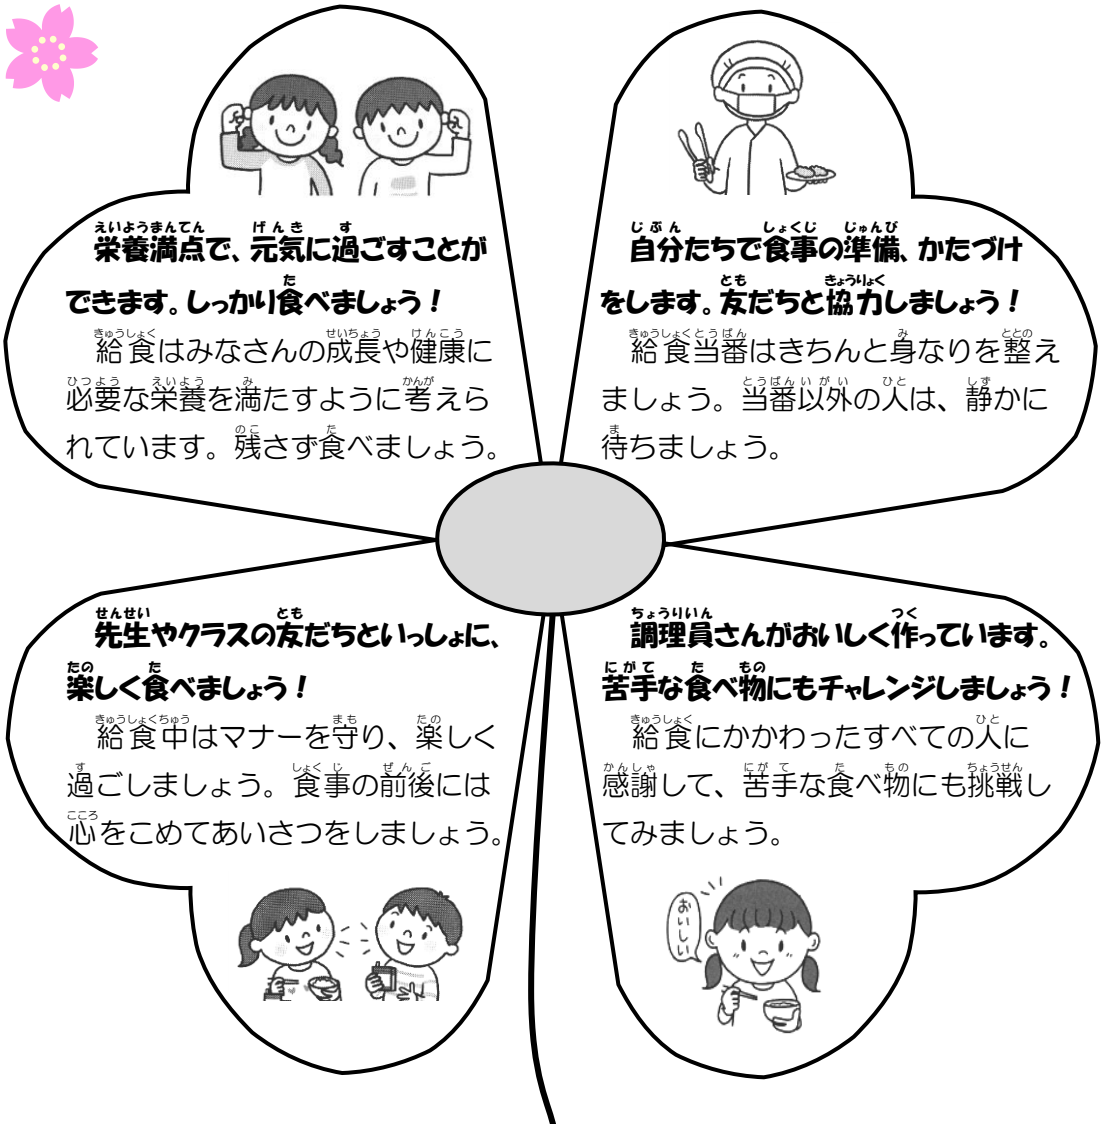 栄養満点で、元気に過ごすことが
できます。しっかり食べましょう！
給食はみなさんの成長や健康に
必要な栄養を満たすように考えら
れています。残さず食べましょう。
自分たちで食事の準備、かたづけ
をします。友だちと協力しましょう！
給食当番はきちんと身なりを整え
ましょう。当番以外の人は、静かに
待ちましょう。
先生やクラスの友だちといっしょに、
楽しく食べましょう！
給食中はマナーを守り、楽しく
過ごしましょう。食事の前後には
心をこめてあいさつをしましょう。
調理員さんがおいしく作っています。
苦手な食べ物にもチャレンジしましょう！
給食にかかわったすべての人に
感謝して、苦手な食べ物にも挑戦し
てみましょう。
おいしい